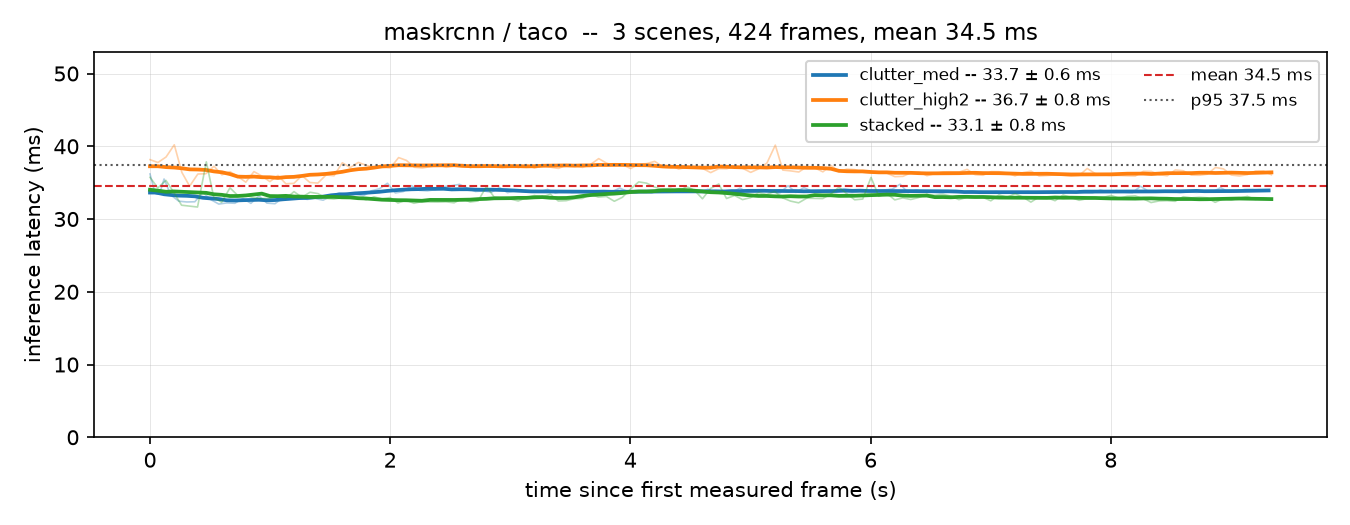 maskrcnn / taco  --  3 scenes, 424 frames, mean 34.5 ms
clutter_med -- 33.7 ± 0.6 ms
clutter_high2 -- 36.7 ± 0.8 ms
stacked -- 33.1 ± 0.8 ms
mean 34.5 ms
p95 37.5 ms
inference latency (ms)
50
40
30
20
10
0
0 2 4 6 8
time since first measured frame (s)